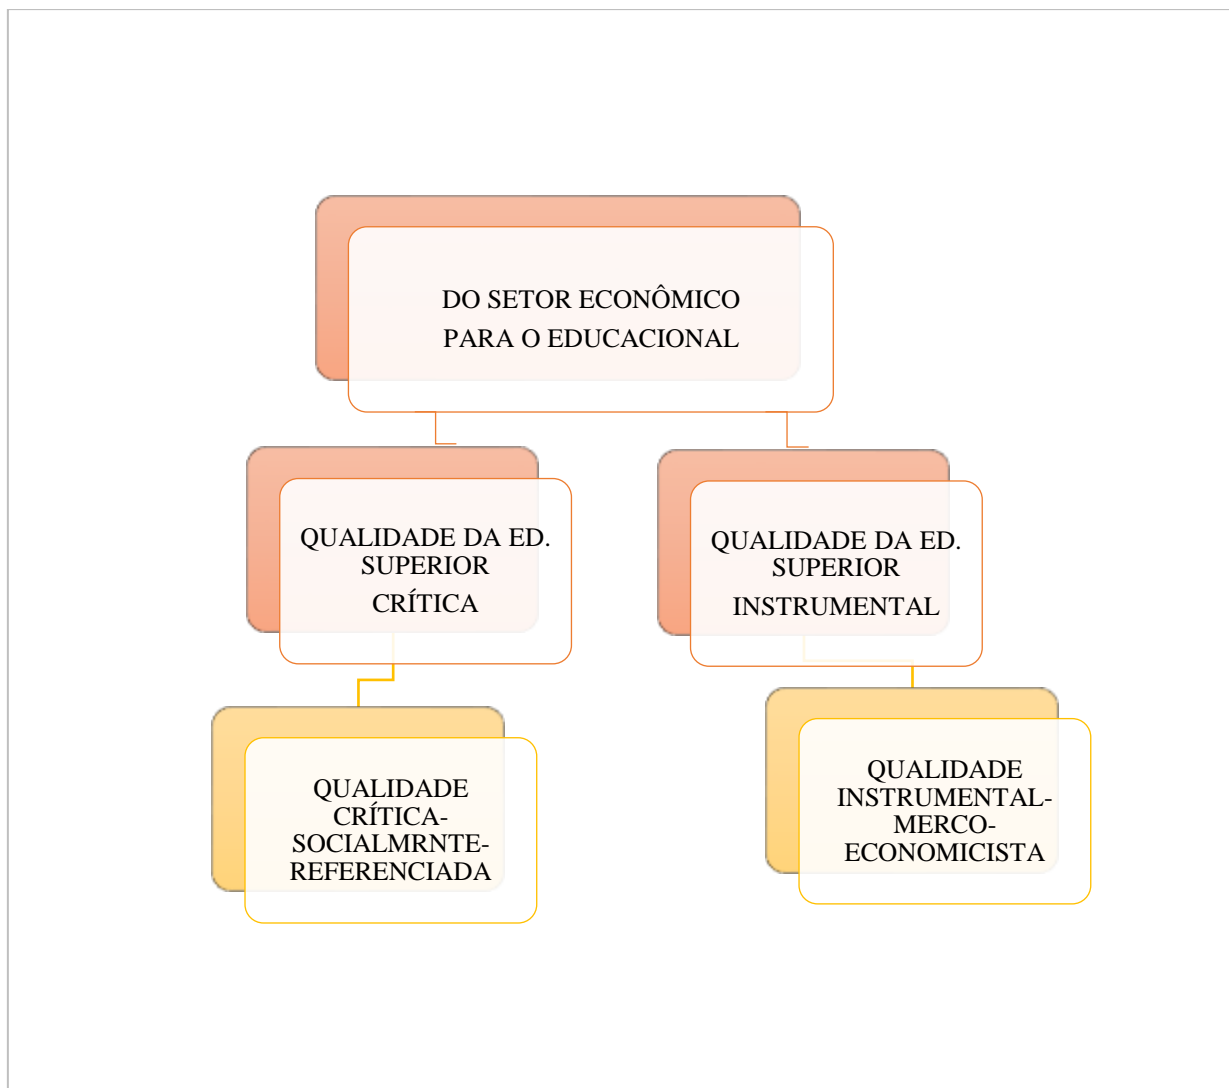 DO SETOR ECONÔMICO
PARA O EDUCACIONAL
QUALIDADE DA ED.
SUPERIOR
CRÍTICA
QUALIDADE DA ED.
SUPERIOR
INSTRUMENTAL
QUALIDADE
CRÍTICA-
SOCIALMRNTE-
REFERENCIADA
QUALIDADE
INSTRUMENTAL-
MERCO-
ECONOMICISTA